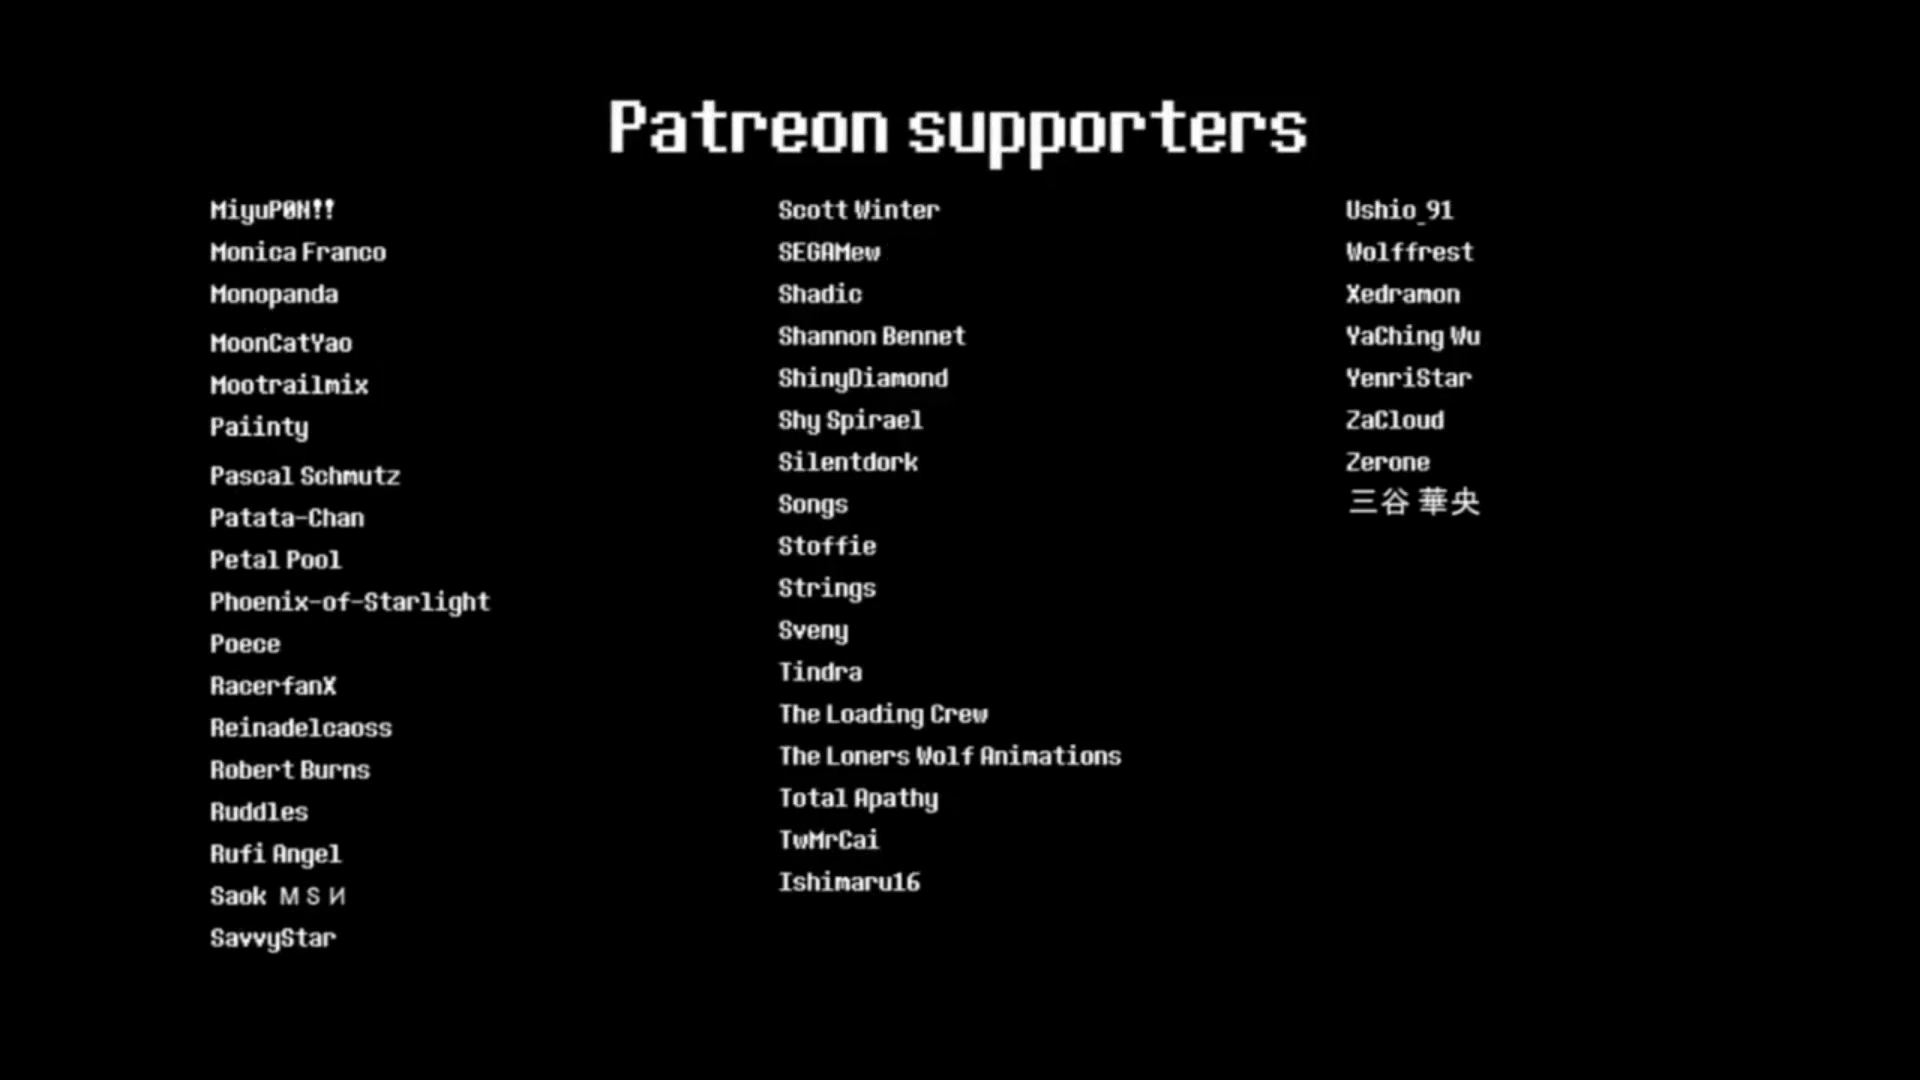 Patreon supporters
MiyuP0N!!
Monica Franco
Monopanda
MoonCatYao
Mootrailmix
Paiinty
Pascal Schmutz
Patata-Chan
Petal Pool
Phoenix-of-Starlight
Poece
RacerfanX
Reinadelcaoss
Robert Burns
Ruddles
Rufi Angel
Saok M S И
SavvyStar
Scott Winter
SEGAMew
Shadic
Shannon Bennet
ShinyDiamond
Shy Spirael
Silentdork
Songs
Stoffie
Strings
Sveny
Tindra
The Loading Crew
The Loners Wolf Animations
Total Apathy
TwMrCai
Ishimaru16
Ushio_91
Wolffrest
Xedramon
YaChing Wu
YenriStar
ZaCloud
Zerone
三谷 華央